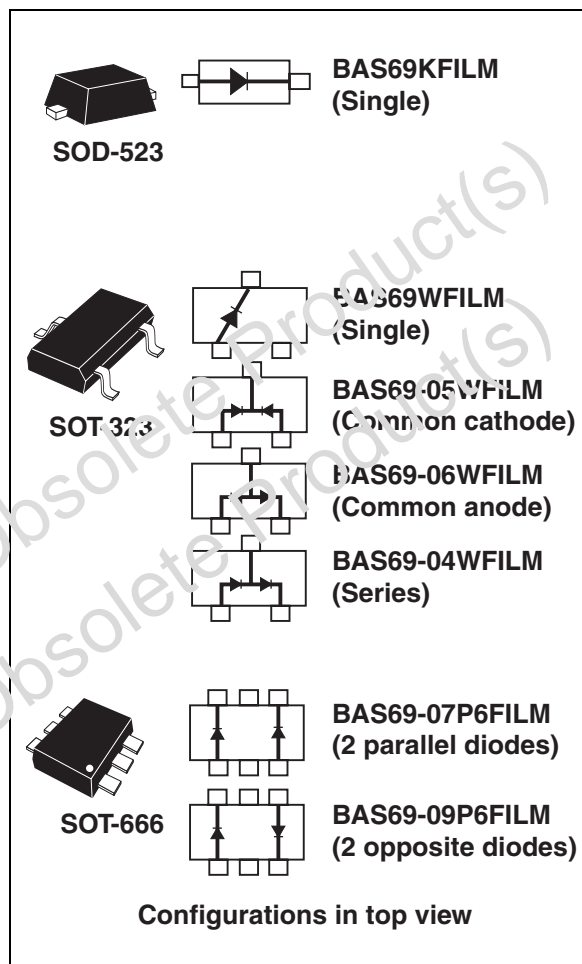 BAS69KFILM
(Single)
SOD-523
BAS69WFILM
(Single)
SOT-323
BAS69-05WFILM
(Common cathode)
BAS69-06WFILM
(Common anode)
BAS69-04WFILM
(Series)
SOT-666
BAS69-07P6FILM
(2 parallel diodes)
BAS69-09P6FILM
(2 opposite diodes)
Configurations in top view
Obsolete Product(s)
Obsolete Product(s)